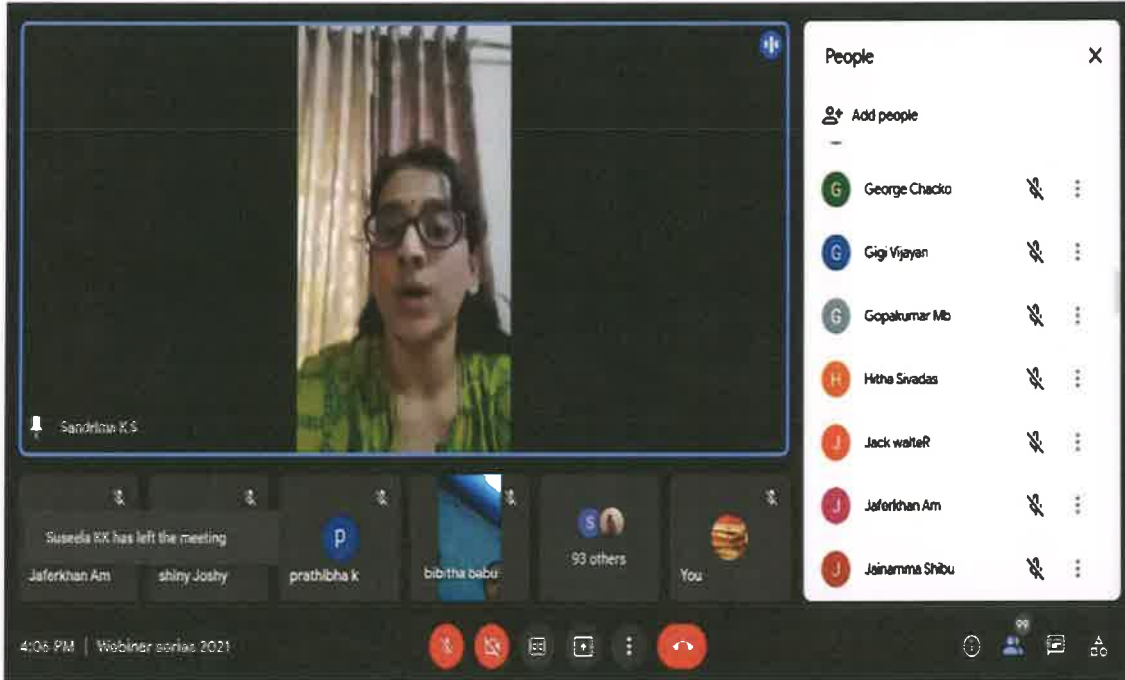 People
Add people
G George Chacko
G Gigi Vijayan
G Gopakumar Mb
H Hitha Sivadas
J Jack walteR
J Jaferkhan Am
J Jainamma Shibu
Sandrima K.S
Suseela KK has left the meeting
Jaferkhan Am
shiny Joshy
p
prathibha k
bibitha babu
S
93 others
You
4:06 PM | Webinar series 2021
99